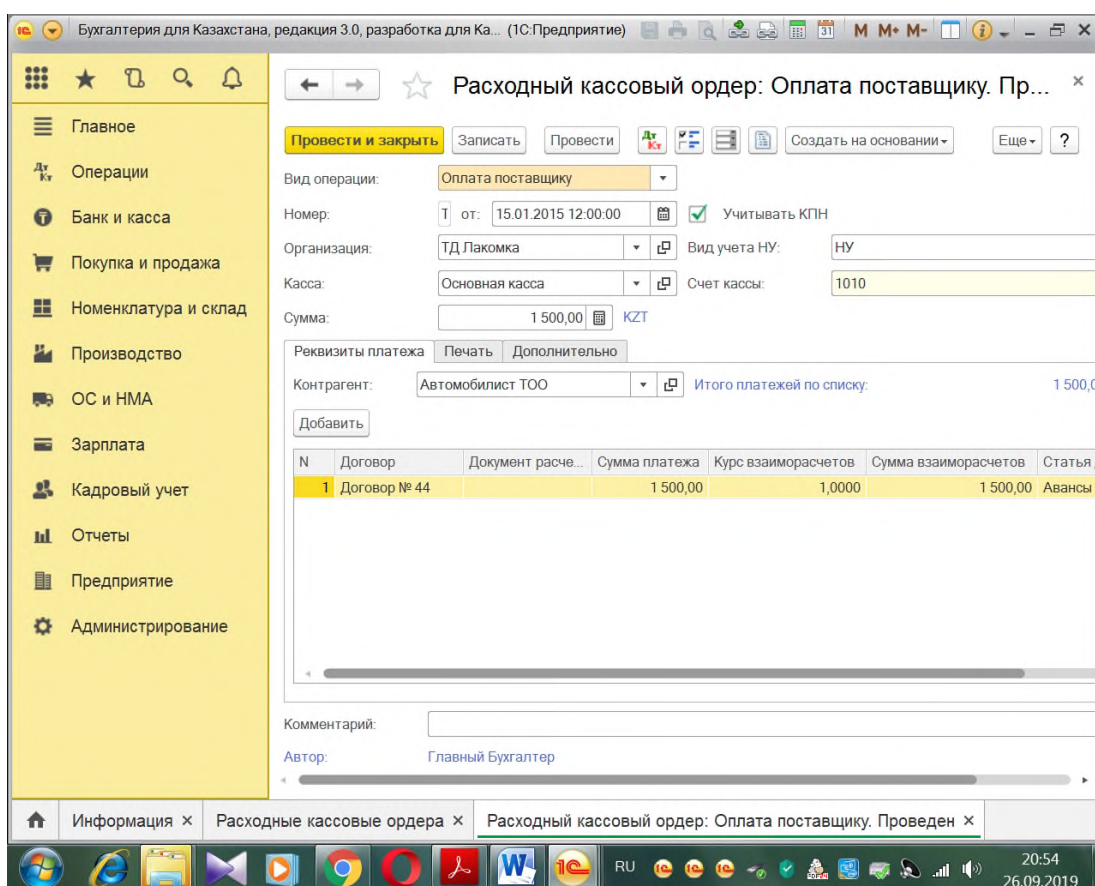 Бухгалтерия для Казахстана, редакция 3.0, разработка для Ка... (1С:Предприятие) 31 M M+ M-
Расходный кассовый ордер: Оплата поставщику. Пр...
Главное
Операции
Банк и касса
Покупка и продажа
Номенклатура и склад
Производство
ОС и НМА
Зарплата
Кадровый учет
Отчеты
Предприятие
Администрирование
Провести и закрыть Записать Провести Дт Кт Создать на основании Еще ?
Вид операции: Оплата поставщику
Номер: Т от: 15.01.2015 12:00:00 Учитывать КПН
Организация: ТД Лакомка Вид учета НУ: НУ
Касса: Основная касса Счет кассы: 1010
Сумма: 1 500,00 KZT
Реквизиты платежа Печать Дополнительно
Контрагент: Автомобилист ТОО Итого платежей по списку: 1 500,0
Добавить
N Договор Документ расче... Сумма платежа Курс взаиморасчетов Сумма взаиморасчетов Статья
1 Договор № 44 1 500,00 1,0000 1 500,00 Авансы
Комментарий:
Автор: Главный Бухгалтер
Информация × Расходные кассовые ордера × Расходный кассовый ордер: Оплата поставщику. Проведен ×
RU 20:54
26.09.2019